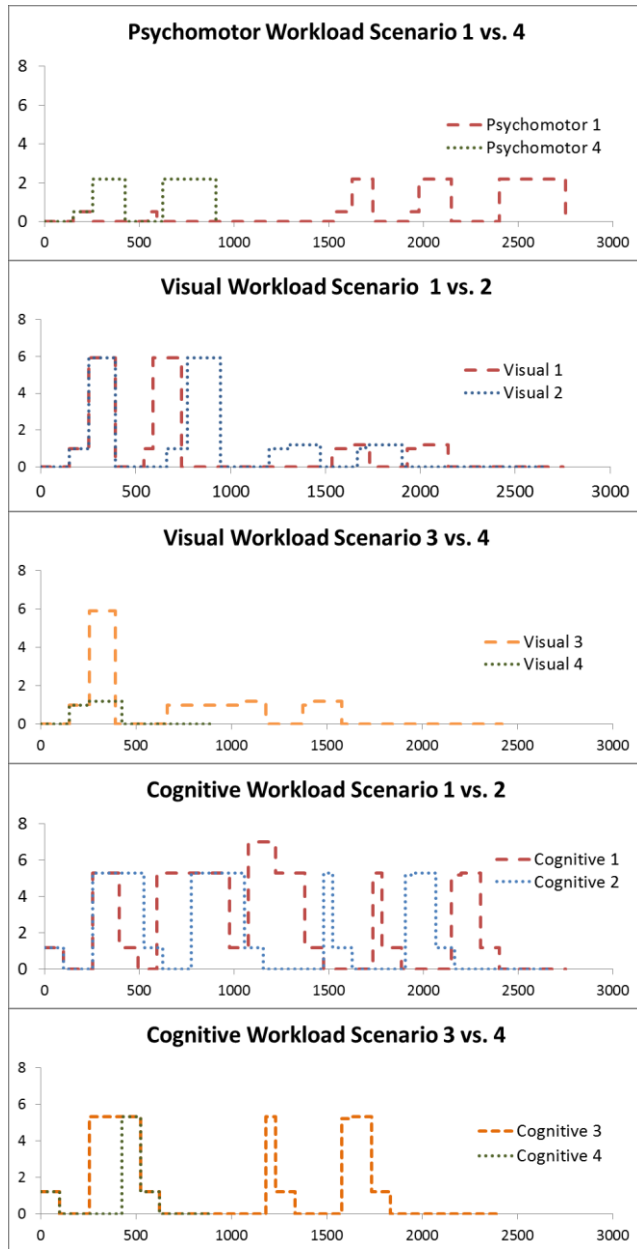 Psychomotor Workload Scenario 1 vs. 4
8
6
4
2
0
Psychomotor 1
Psychomotor 4
0 500 1000 1500 2000 2500 3000
Visual Workload Scenario 1 vs. 2
8
6
4
2
0
Visual 1
Visual 2
0 500 1000 1500 2000 2500 3000
Visual Workload Scenario 3 vs. 4
8
6
4
2
0
Visual 3
Visual 4
0 500 1000 1500 2000 2500 3000
Cognitive Workload Scenario 1 vs. 2
8
6
4
2
0
Cognitive 1
Cognitive 2
0 500 1000 1500 2000 2500 3000
Cognitive Workload Scenario 3 vs. 4
8
6
4
2
0
Cognitive 3
Cognitive 4
0 500 1000 1500 2000 2500 3000